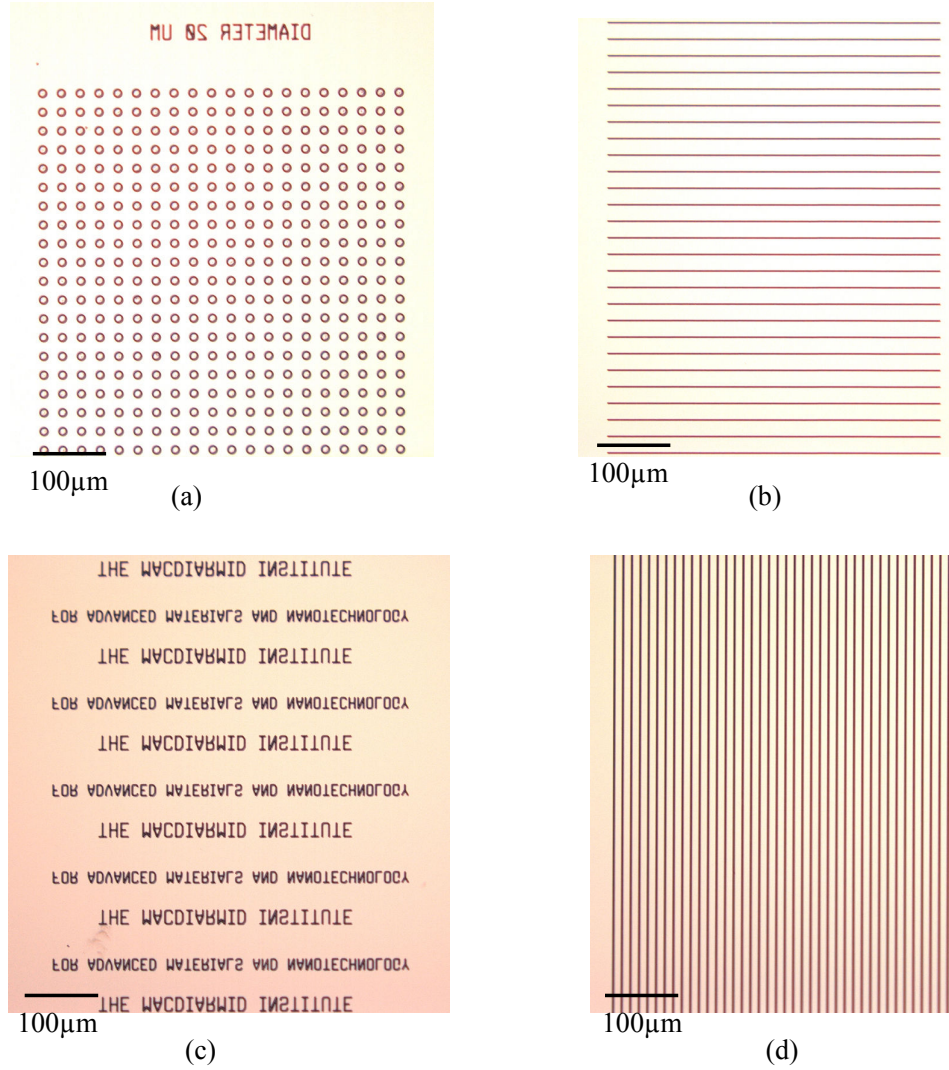 DIAMETER 20 UM
100µm
(a)
100µm
(b)
THE MACDIARMID INSTITUTE
FOR ADVANCED MATERIALS AND NANOTECHNOLOGY
THE MACDIARMID INSTITUTE
FOR ADVANCED MATERIALS AND NANOTECHNOLOGY
THE MACDIARMID INSTITUTE
FOR ADVANCED MATERIALS AND NANOTECHNOLOGY
THE MACDIARMID INSTITUTE
FOR ADVANCED MATERIALS AND NANOTECHNOLOGY
THE MACDIARMID INSTITUTE
FOR ADVANCED MATERIALS AND NANOTECHNOLOGY
THE MACDIARMID INSTITUTE
100µm
(c)
100µm
(d)